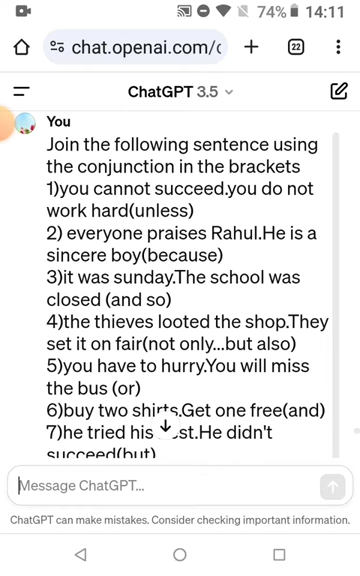 74% 14:11
chat.openai.com/c
22
ChatGPT 3.5
You
Join the following sentence using
the conjunction in the brackets
1)you cannot succeed.you do not
work hard(unless)
2) everyone praises Rahul.He is a
sincere boy(because)
3)it was sunday.The school was
closed (and so)
4)the thieves looted the shop.They
set it on fair(not only...but also)
5)you have to hurry.You will miss
the bus (or)
6)buy two shirts.Get one free(and)
7)he tried his best.He didn't
succeed(but)
Message ChatGPT...
ChatGPT can make mistakes. Consider checking important information.